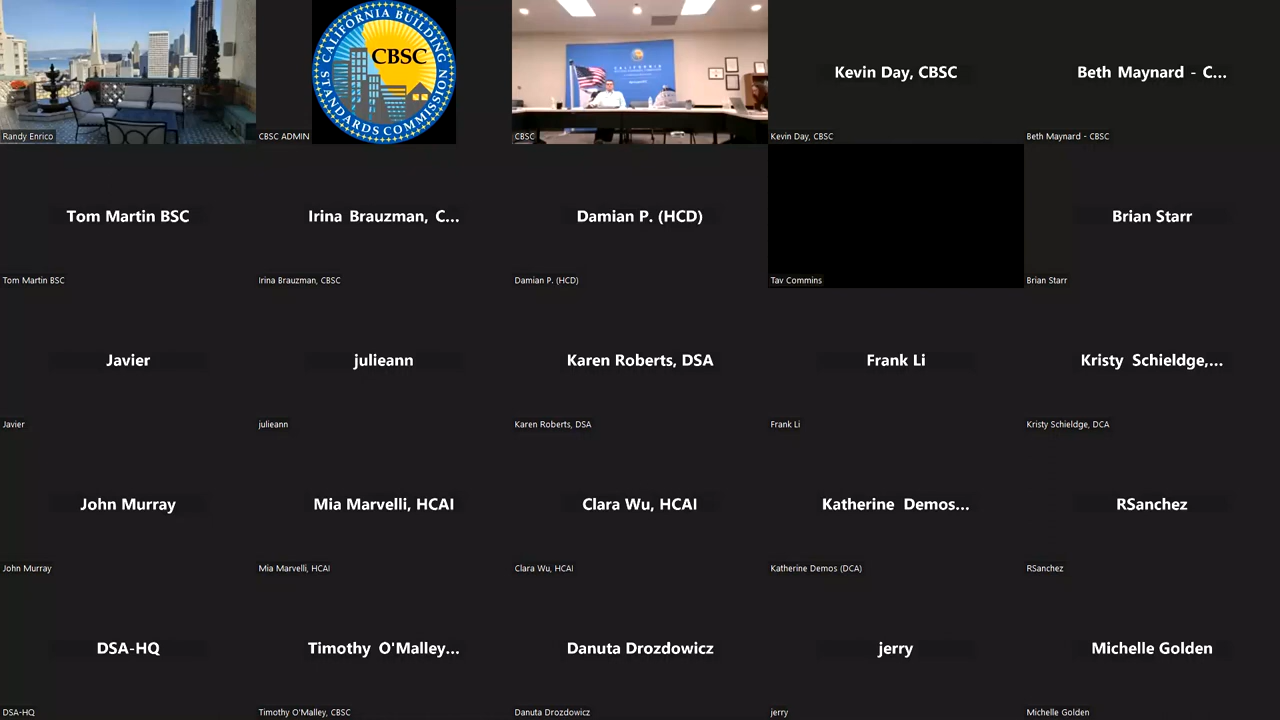 Randy Enrico
CALIFORNIA BUILDING
STANDARDS COMMISSION
CBSC
CBSC ADMIN
CALIFORNIA
CBSC
Kevin Day, CBSC
Kevin Day, CBSC
Beth Maynard - C...
Beth Maynard - CBSC
Tom Martin BSC
Tom Martin BSC
Irina Brauzman, C...
Irina Brauzman, CBSC
Damian P. (HCD)
Damian P. (HCD)
Tav Commins
Brian Starr
Brian Starr
Javier
Javier
julieann
julieann
Karen Roberts, DSA
Karen Roberts, DSA
Frank Li
Frank Li
Kristy Schieldge,...
Kristy Schieldge, DCA
John Murray
John Murray
Mia Marvelli, HCAI
Mia Marvelli, HCAI
Clara Wu, HCAI
Clara Wu, HCAI
Katherine Demos...
Katherine Demos (DCA)
RSanchez
RSanchez
DSA-HQ
DSA-HQ
Timothy O'Malley...
Timothy O'Malley, CBSC
Danuta Drozdowicz
Danuta Drozdowicz
jerry
jerry
Michelle Golden
Michelle Golden